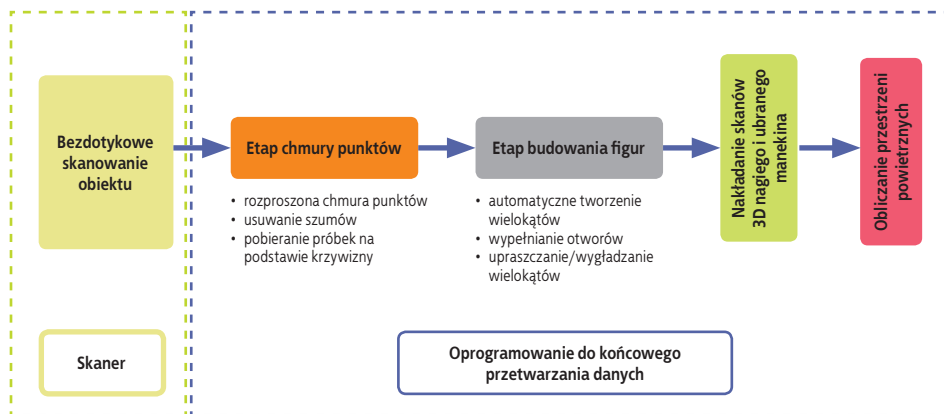 Bezdotykowe
skanowanie
obiektu
Etap chmury punktów
• rozproszona chmura punktów
• usuwanie szumów
• pobieranie próbek na
podstawie krzywizny
Etap budowania figur
• automatyczne tworzenie
wielokątów
• wypełnianie otworów
• upraszczanie/wygładzanie
wielokątów
Nakładanie skanów
3D nagiego i ubranego
manekina
Obliczanie przestrzeni
powietrznych
Skaner
Oprogramowanie do końcowego
przetwarzania danych